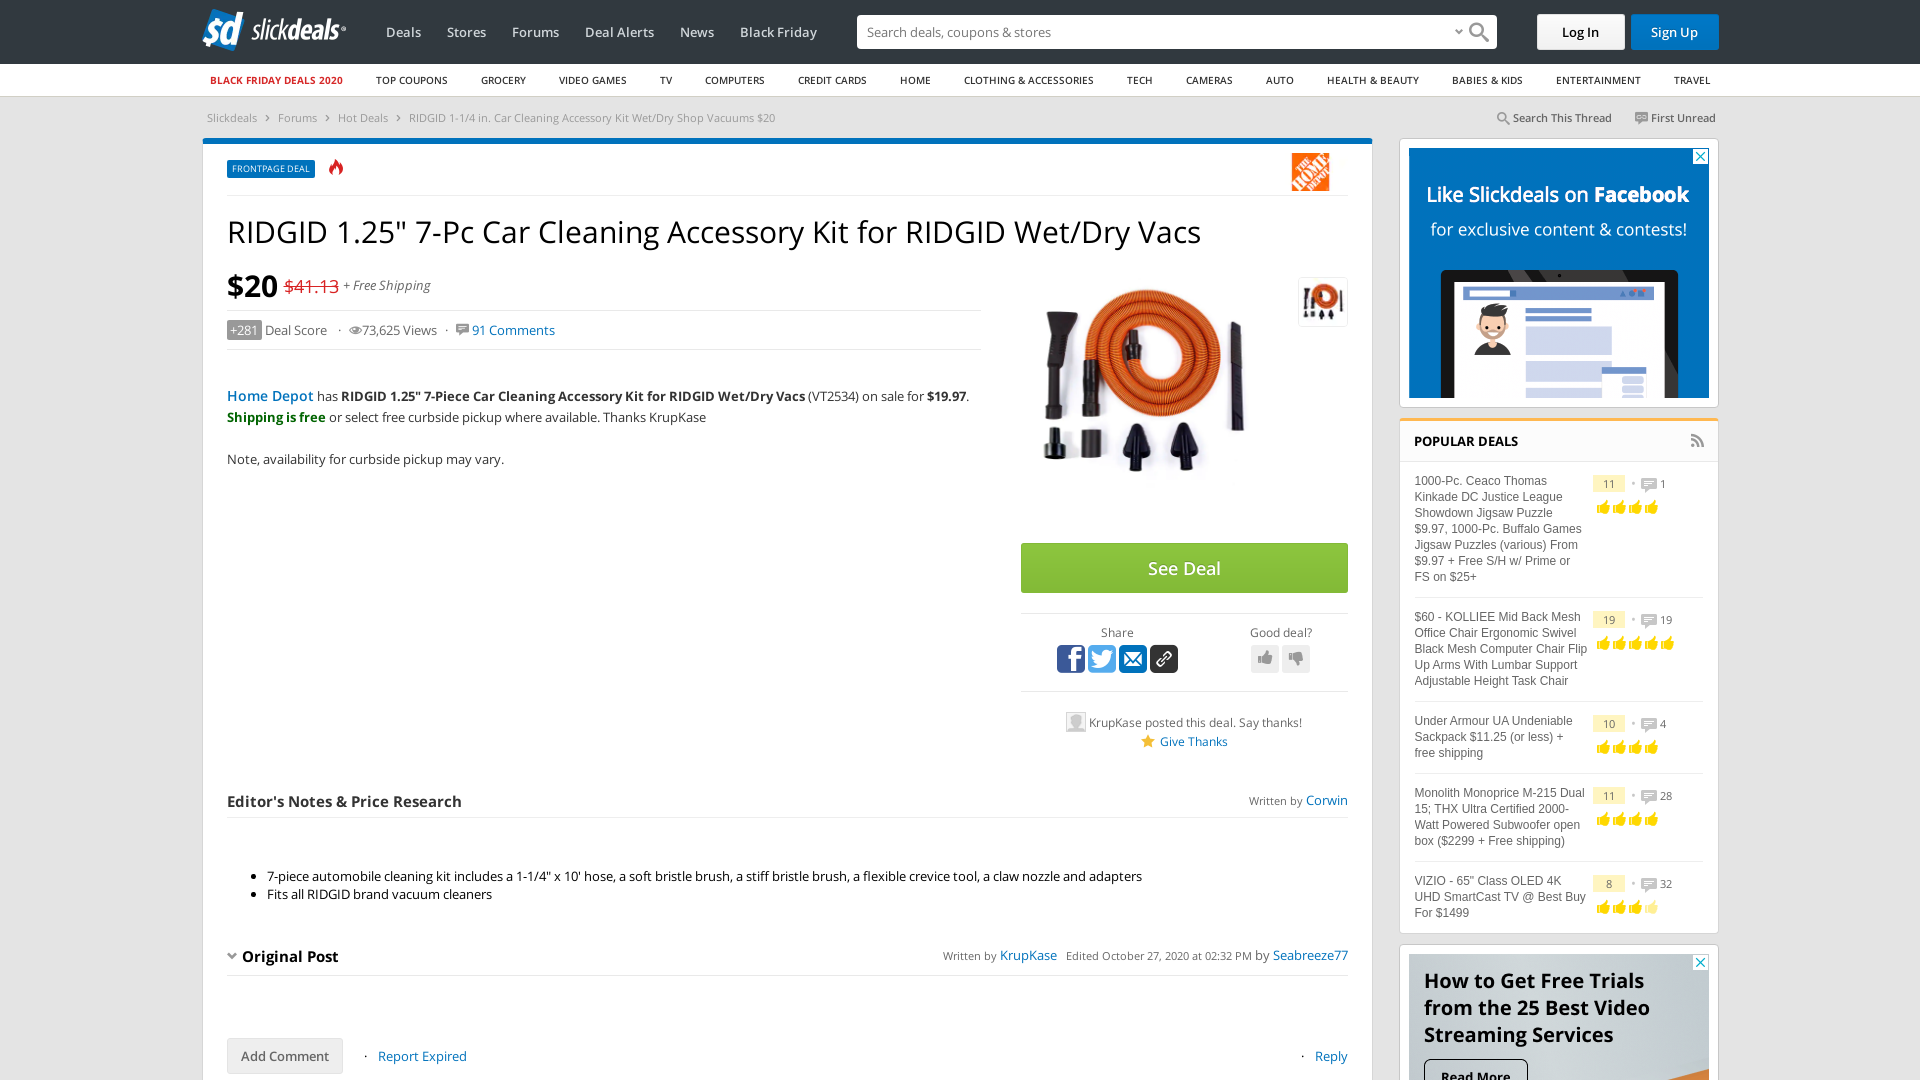 sd slickdeals
Deals Stores Forums Deal Alerts News Black Friday
Search deals, coupons & stores
Log In
Sign Up
BLACK FRIDAY DEALS 2020 TOP COUPONS GROCERY VIDEO GAMES TV COMPUTERS CREDIT CARDS HOME CLOTHING & ACCESSORIES TECH CAMERAS AUTO HEALTH & BEAUTY BABIES & KIDS ENTERTAINMENT TRAVEL
Slickdeals › Forums › Hot Deals › RIDGID 1-1/4 in. Car Cleaning Accessory Kit Wet/Dry Shop Vacuums $20
Search This Thread
First Unread
FRONTPAGE DEAL
THE HOME DEPOT
RIDGID 1.25" 7-Pc Car Cleaning Accessory Kit for RIDGID Wet/Dry Vacs
$20 $41.13 + Free Shipping
+281 Deal Score · 73,625 Views · 91 Comments
Home Depot has RIDGID 1.25" 7-Piece Car Cleaning Accessory Kit for RIDGID Wet/Dry Vacs (VT2534) on sale for $19.97.
Shipping is free or select free curbside pickup where available. Thanks KrupKase
Note, availability for curbside pickup may vary.
See Deal
Share
Good deal?
KrupKase posted this deal. Say thanks!
Give Thanks
Editor's Notes & Price Research
Written by Corwin
• 7-piece automobile cleaning kit includes a 1-1/4" x 10' hose, a soft bristle brush, a stiff bristle brush, a flexible crevice tool, a claw nozzle and adapters
• Fits all RIDGID brand vacuum cleaners
Original Post
Written by KrupKase Edited October 27, 2020 at 02:32 PM by Seabreeze77
Add Comment
· Report Expired
· Reply
Like Slickdeals on Facebook
for exclusive content & contests!
POPULAR DEALS
1000-Pc. Ceaco Thomas
Kinkade DC Justice League
Showdown Jigsaw Puzzle
$9.97, 1000-Pc. Buffalo Games
Jigsaw Puzzles (various) From
$9.97 + Free S/H w/ Prime or
FS on $25+
11 • 1
$60 - KOLLIEE Mid Back Mesh
Office Chair Ergonomic Swivel
Black Mesh Computer Chair Flip
Up Arms With Lumbar Support
Adjustable Height Task Chair
19 • 19
Under Armour UA Undeniable
Sackpack $11.25 (or less) +
free shipping
10 • 4
Monolith Monoprice M-215 Dual
15; THX Ultra Certified 2000-
Watt Powered Subwoofer open
box ($2299 + Free shipping)
11 • 28
VIZIO - 65" Class OLED 4K
UHD SmartCast TV @ Best Buy
For $1499
8 • 32
How to Get Free Trials
from the 25 Best Video
Streaming Services
Read More